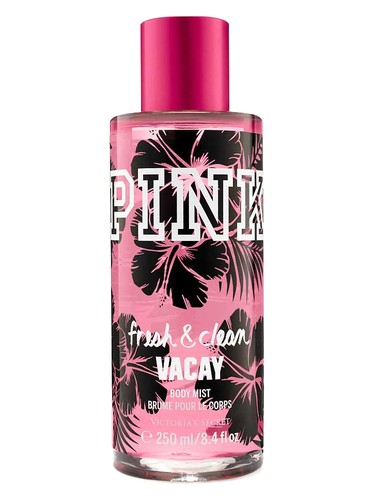 PINK
fresh & clean
VACAY
BODY MIST
BRUME POUR LE CORPS
VICTORIA'S SECRET
℮ 250 ml/8.4 fl oz